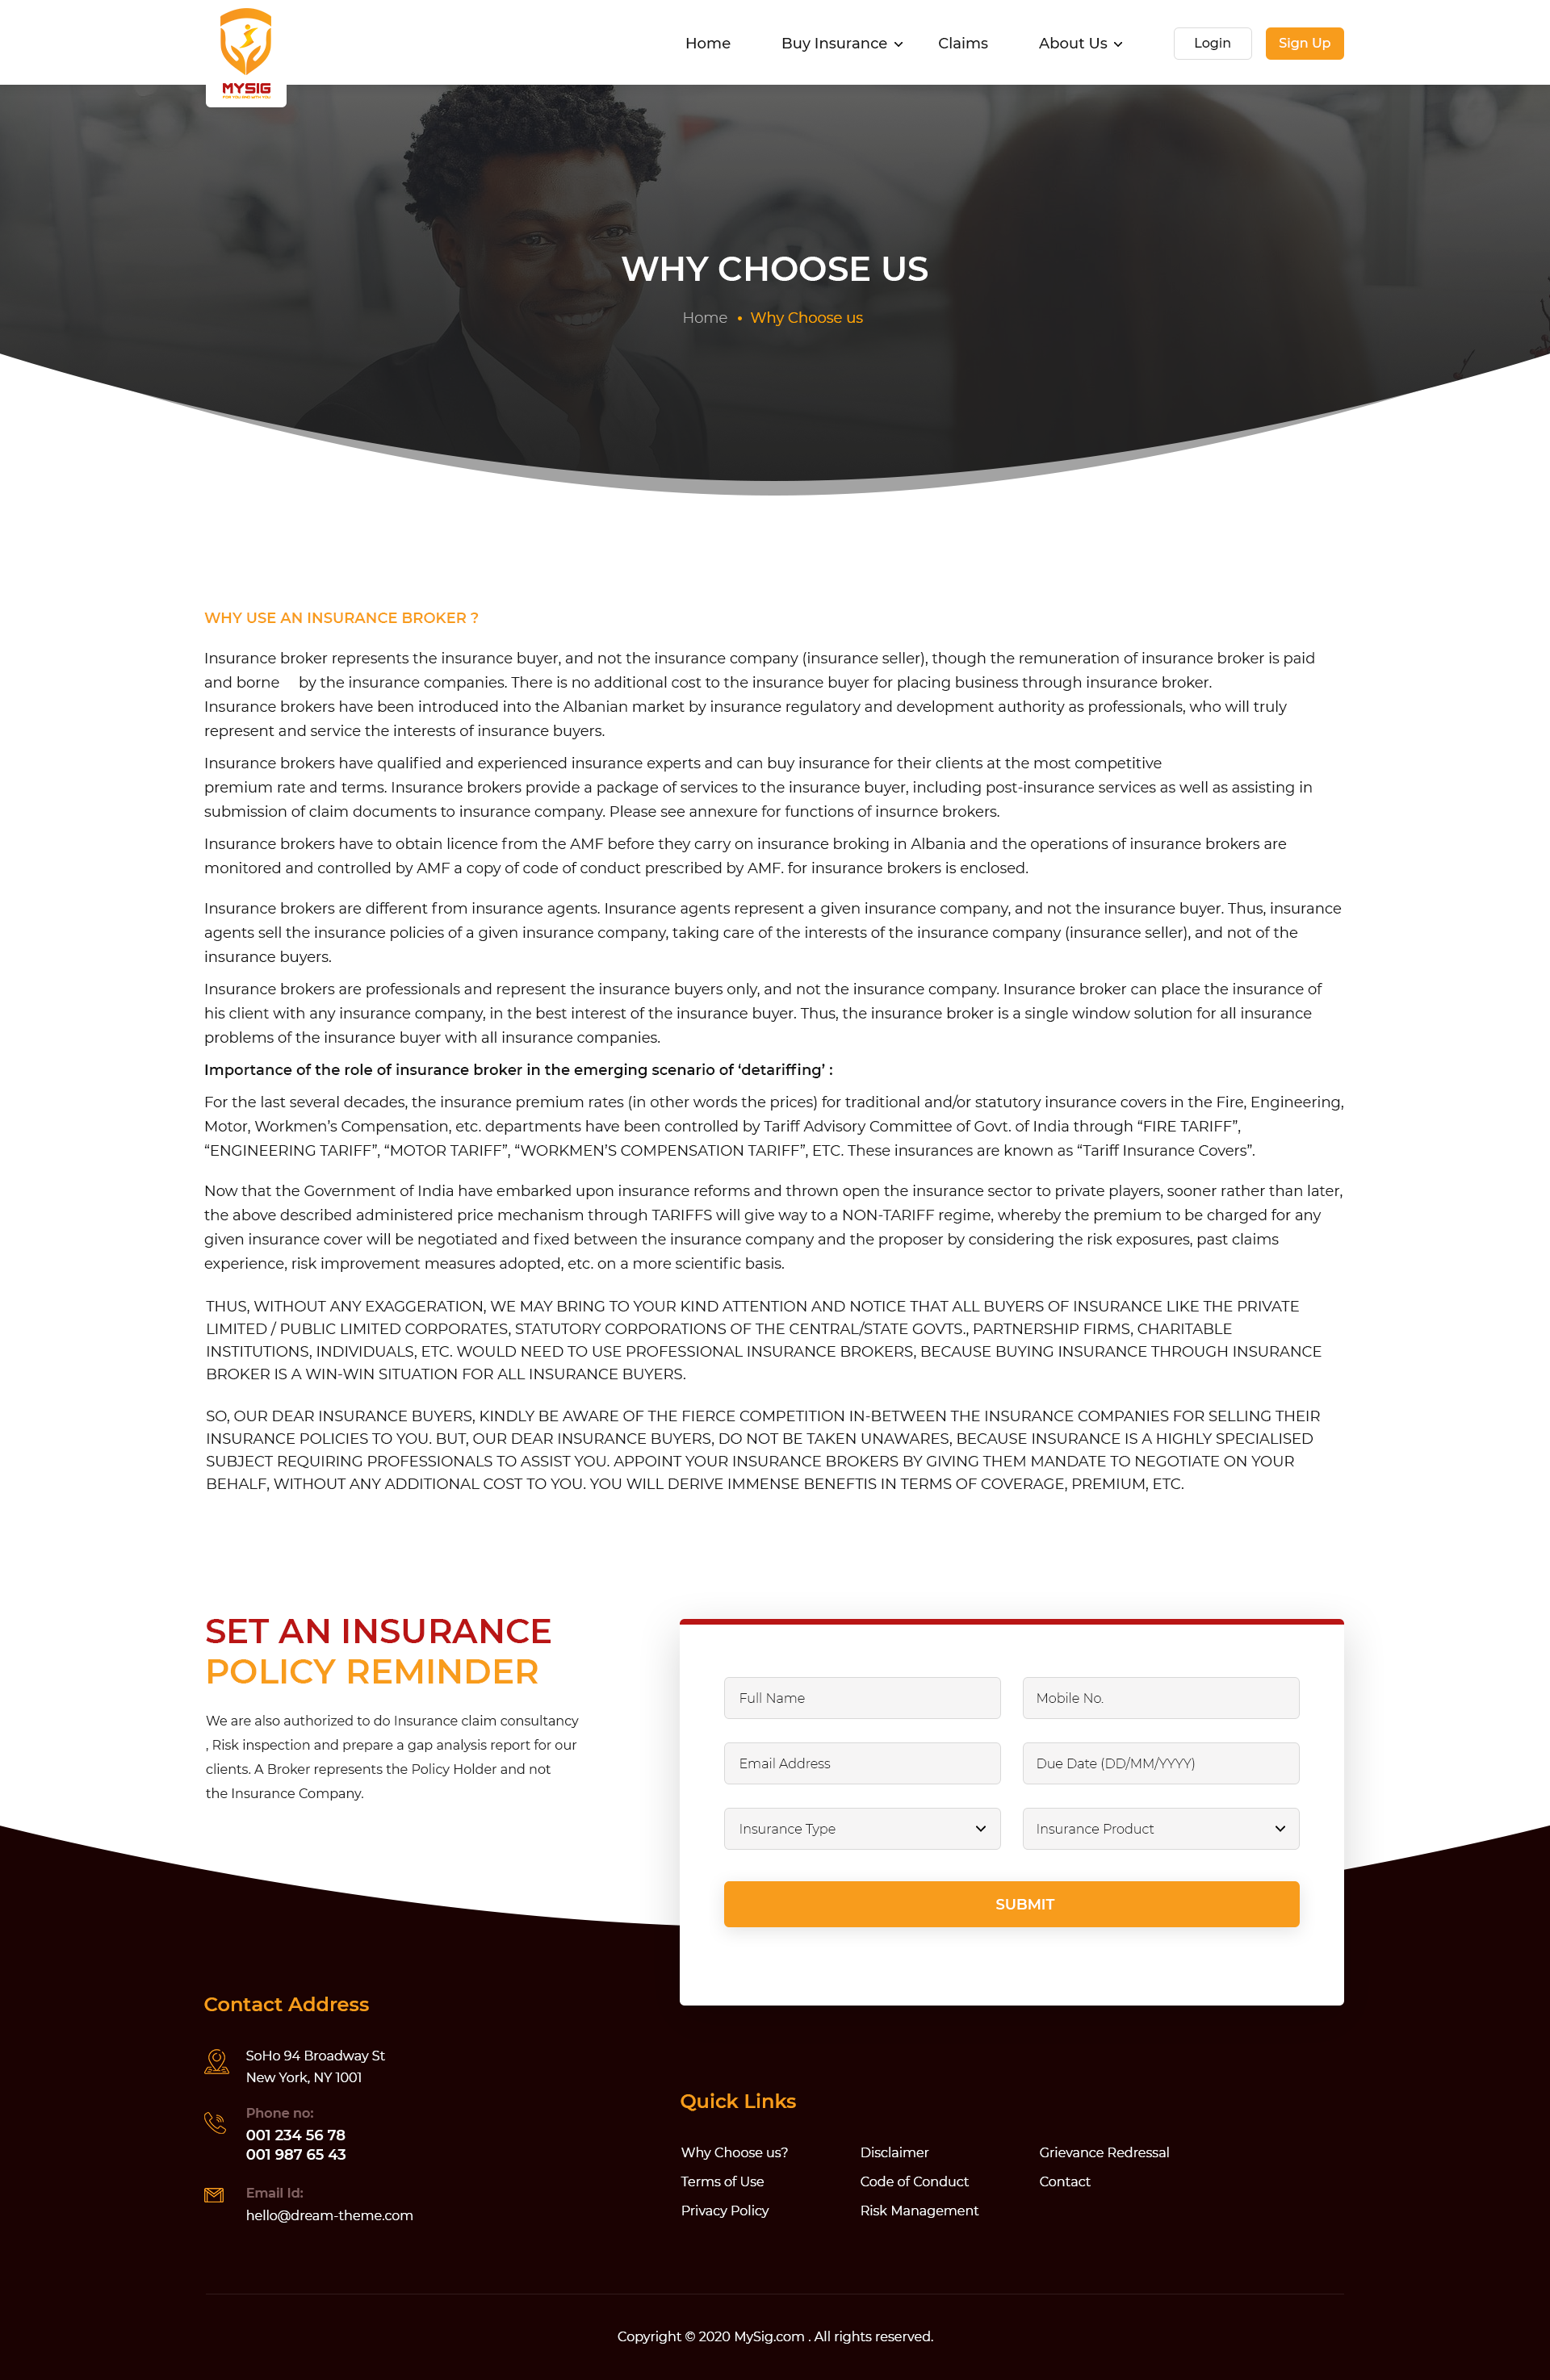 MYSIG
FOR YOU AND WITH YOU
Home
Buy Insurance
Claims
About Us
Login
Sign Up
WHY CHOOSE US
Home • Why Choose us
WHY USE AN INSURANCE BROKER ?
Insurance broker represents the insurance buyer, and not the insurance company (insurance seller), though the remuneration of insurance broker is paid
and borne by the insurance companies. There is no additional cost to the insurance buyer for placing business through insurance broker.
Insurance brokers have been introduced into the Albanian market by insurance regulatory and development authority as professionals, who will truly
represent and service the interests of insurance buyers.
Insurance brokers have qualified and experienced insurance experts and can buy insurance for their clients at the most competitive
premium rate and terms. Insurance brokers provide a package of services to the insurance buyer, including post-insurance services as well as assisting in
submission of claim documents to insurance company. Please see annexure for functions of insurnce brokers.
Insurance brokers have to obtain licence from the AMF before they carry on insurance broking in Albania and the operations of insurance brokers are
monitored and controlled by AMF a copy of code of conduct prescribed by AMF. for insurance brokers is enclosed.
Insurance brokers are different from insurance agents. Insurance agents represent a given insurance company, and not the insurance buyer. Thus, insurance
agents sell the insurance policies of a given insurance company, taking care of the interests of the insurance company (insurance seller), and not of the
insurance buyers.
Insurance brokers are professionals and represent the insurance buyers only, and not the insurance company. Insurance broker can place the insurance of
his client with any insurance company, in the best interest of the insurance buyer. Thus, the insurance broker is a single window solution for all insurance
problems of the insurance buyer with all insurance companies.
Importance of the role of insurance broker in the emerging scenario of ‘detariffing’ :
For the last several decades, the insurance premium rates (in other words the prices) for traditional and/or statutory insurance covers in the Fire, Engineering,
Motor, Workmen’s Compensation, etc. departments have been controlled by Tariff Advisory Committee of Govt. of India through “FIRE TARIFF”,
“ENGINEERING TARIFF”, “MOTOR TARIFF”, “WORKMEN’S COMPENSATION TARIFF”, ETC. These insurances are known as “Tariff Insurance Covers”.
Now that the Government of India have embarked upon insurance reforms and thrown open the insurance sector to private players, sooner rather than later,
the above described administered price mechanism through TARIFFS will give way to a NON-TARIFF regime, whereby the premium to be charged for any
given insurance cover will be negotiated and fixed between the insurance company and the proposer by considering the risk exposures, past claims
experience, risk improvement measures adopted, etc. on a more scientific basis.
THUS, WITHOUT ANY EXAGGERATION, WE MAY BRING TO YOUR KIND ATTENTION AND NOTICE THAT ALL BUYERS OF INSURANCE LIKE THE PRIVATE
LIMITED / PUBLIC LIMITED CORPORATES, STATUTORY CORPORATIONS OF THE CENTRAL/STATE GOVTS., PARTNERSHIP FIRMS, CHARITABLE
INSTITUTIONS, INDIVIDUALS, ETC. WOULD NEED TO USE PROFESSIONAL INSURANCE BROKERS, BECAUSE BUYING INSURANCE THROUGH INSURANCE
BROKER IS A WIN-WIN SITUATION FOR ALL INSURANCE BUYERS.
SO, OUR DEAR INSURANCE BUYERS, KINDLY BE AWARE OF THE FIERCE COMPETITION IN-BETWEEN THE INSURANCE COMPANIES FOR SELLING THEIR
INSURANCE POLICIES TO YOU. BUT, OUR DEAR INSURANCE BUYERS, DO NOT BE TAKEN UNAWARES, BECAUSE INSURANCE IS A HIGHLY SPECIALISED
SUBJECT REQUIRING PROFESSIONALS TO ASSIST YOU. APPOINT YOUR INSURANCE BROKERS BY GIVING THEM MANDATE TO NEGOTIATE ON YOUR
BEHALF, WITHOUT ANY ADDITIONAL COST TO YOU. YOU WILL DERIVE IMMENSE BENEFTIS IN TERMS OF COVERAGE, PREMIUM, ETC.
SET AN INSURANCE
POLICY REMINDER
We are also authorized to do Insurance claim consultancy
, Risk inspection and prepare a gap analysis report for our
clients. A Broker represents the Policy Holder and not
the Insurance Company.
Full Name
Mobile No.
Email Address
Due Date (DD/MM/YYYY)
Insurance Type
Insurance Product
SUBMIT
Contact Address
SoHo 94 Broadway St
New York, NY 1001
Phone no:
001 234 56 78
001 987 65 43
Email Id:
hello@dream-theme.com
Quick Links
Why Choose us?
Terms of Use
Privacy Policy
Disclaimer
Code of Conduct
Risk Management
Grievance Redressal
Contact
Copyright © 2020 MySig.com . All rights reserved.